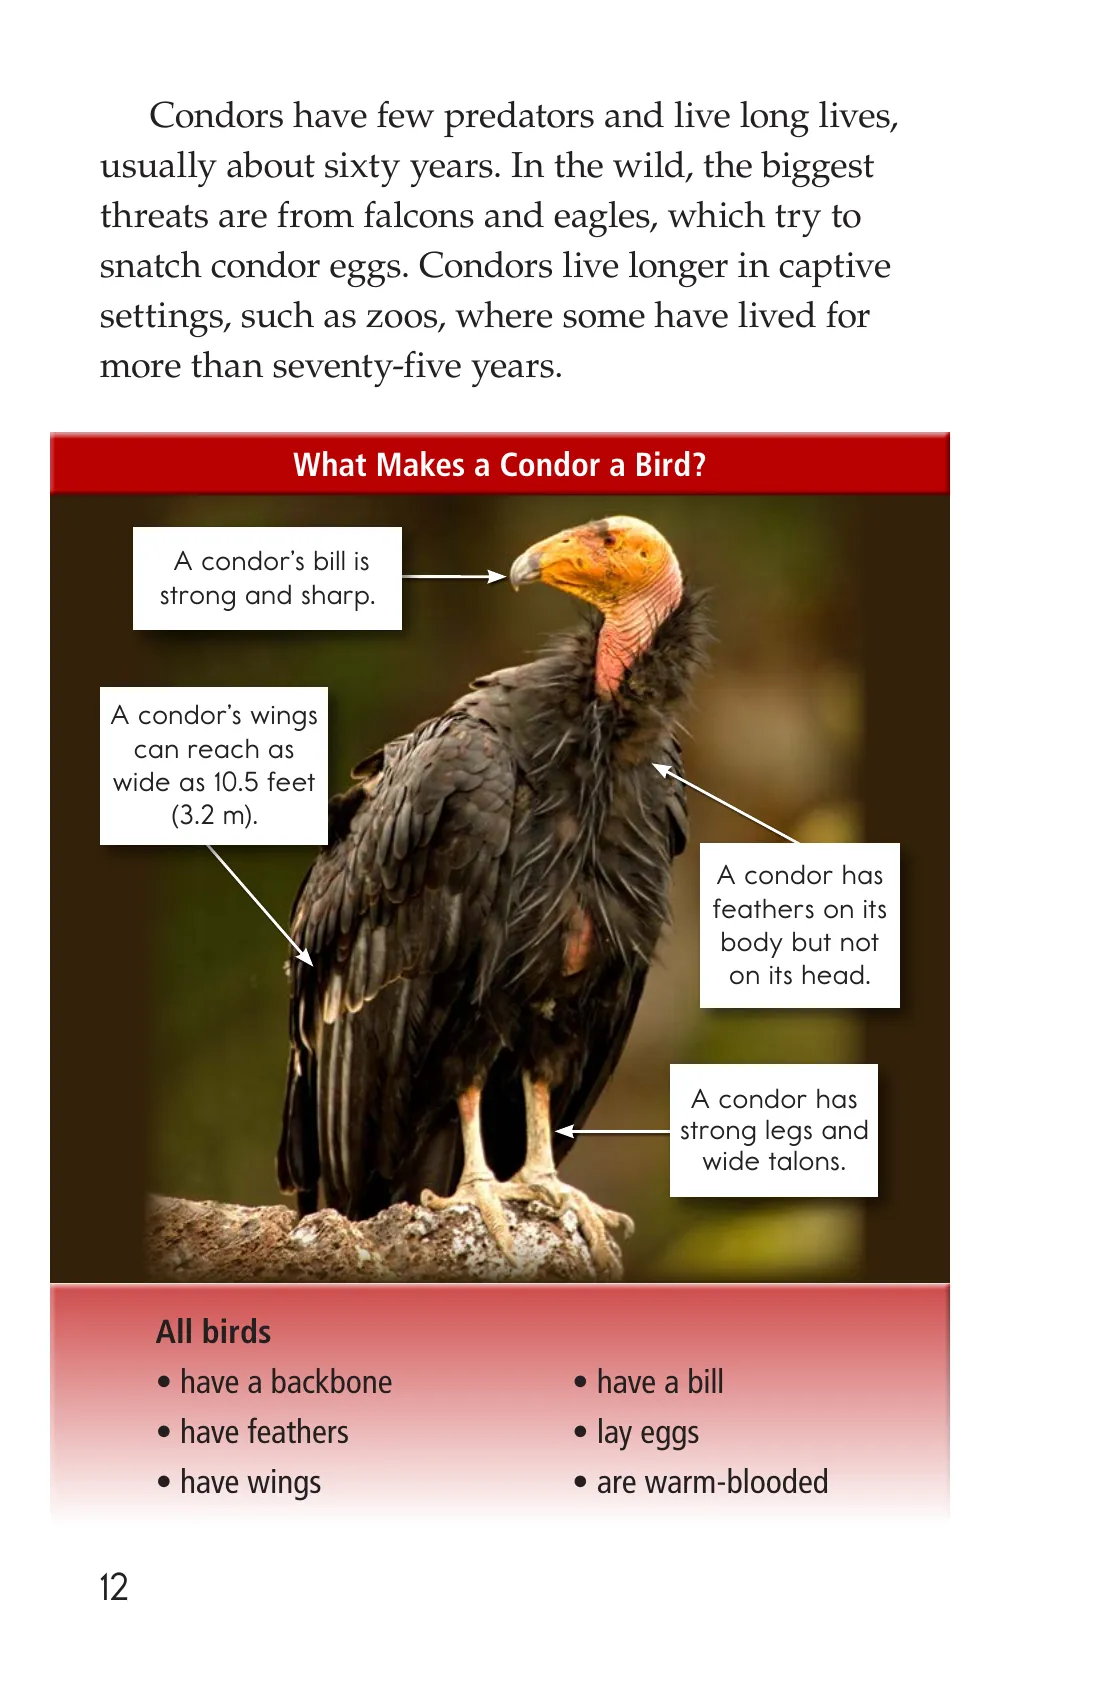 Condors have few predators and live long lives,
usually about sixty years. In the wild, the biggest
threats are from falcons and eagles, which try to
snatch condor eggs. Condors live longer in captive
settings, such as zoos, where some have lived for
more than seventy-five years.
What Makes a Condor a Bird?
A condor’s bill is
strong and sharp.
A condor’s wings
can reach as
wide as 10.5 feet
(3.2 m).
A condor has
feathers on its
body but not
on its head.
A condor has
strong legs and
wide talons.
All birds
• have a backbone
• have feathers
• have wings
• have a bill
• lay eggs
• are warm-blooded
12